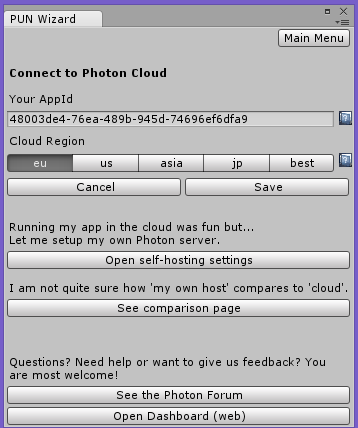 PUN Wizard
Main Menu
Connect to Photon Cloud
Your AppId
48003de4-76ea-489b-945d-74696ef6dfa9
Cloud Region
eu us asia jp best
Cancel Save
Running my app in the cloud was fun but...
Let me setup my own Photon server.
Open self-hosting settings
I am not quite sure how 'my own host' compares to 'cloud'.
See comparison page
Questions? Need help or want to give us feedback? You
are most welcome!
See the Photon Forum
Open Dashboard (web)